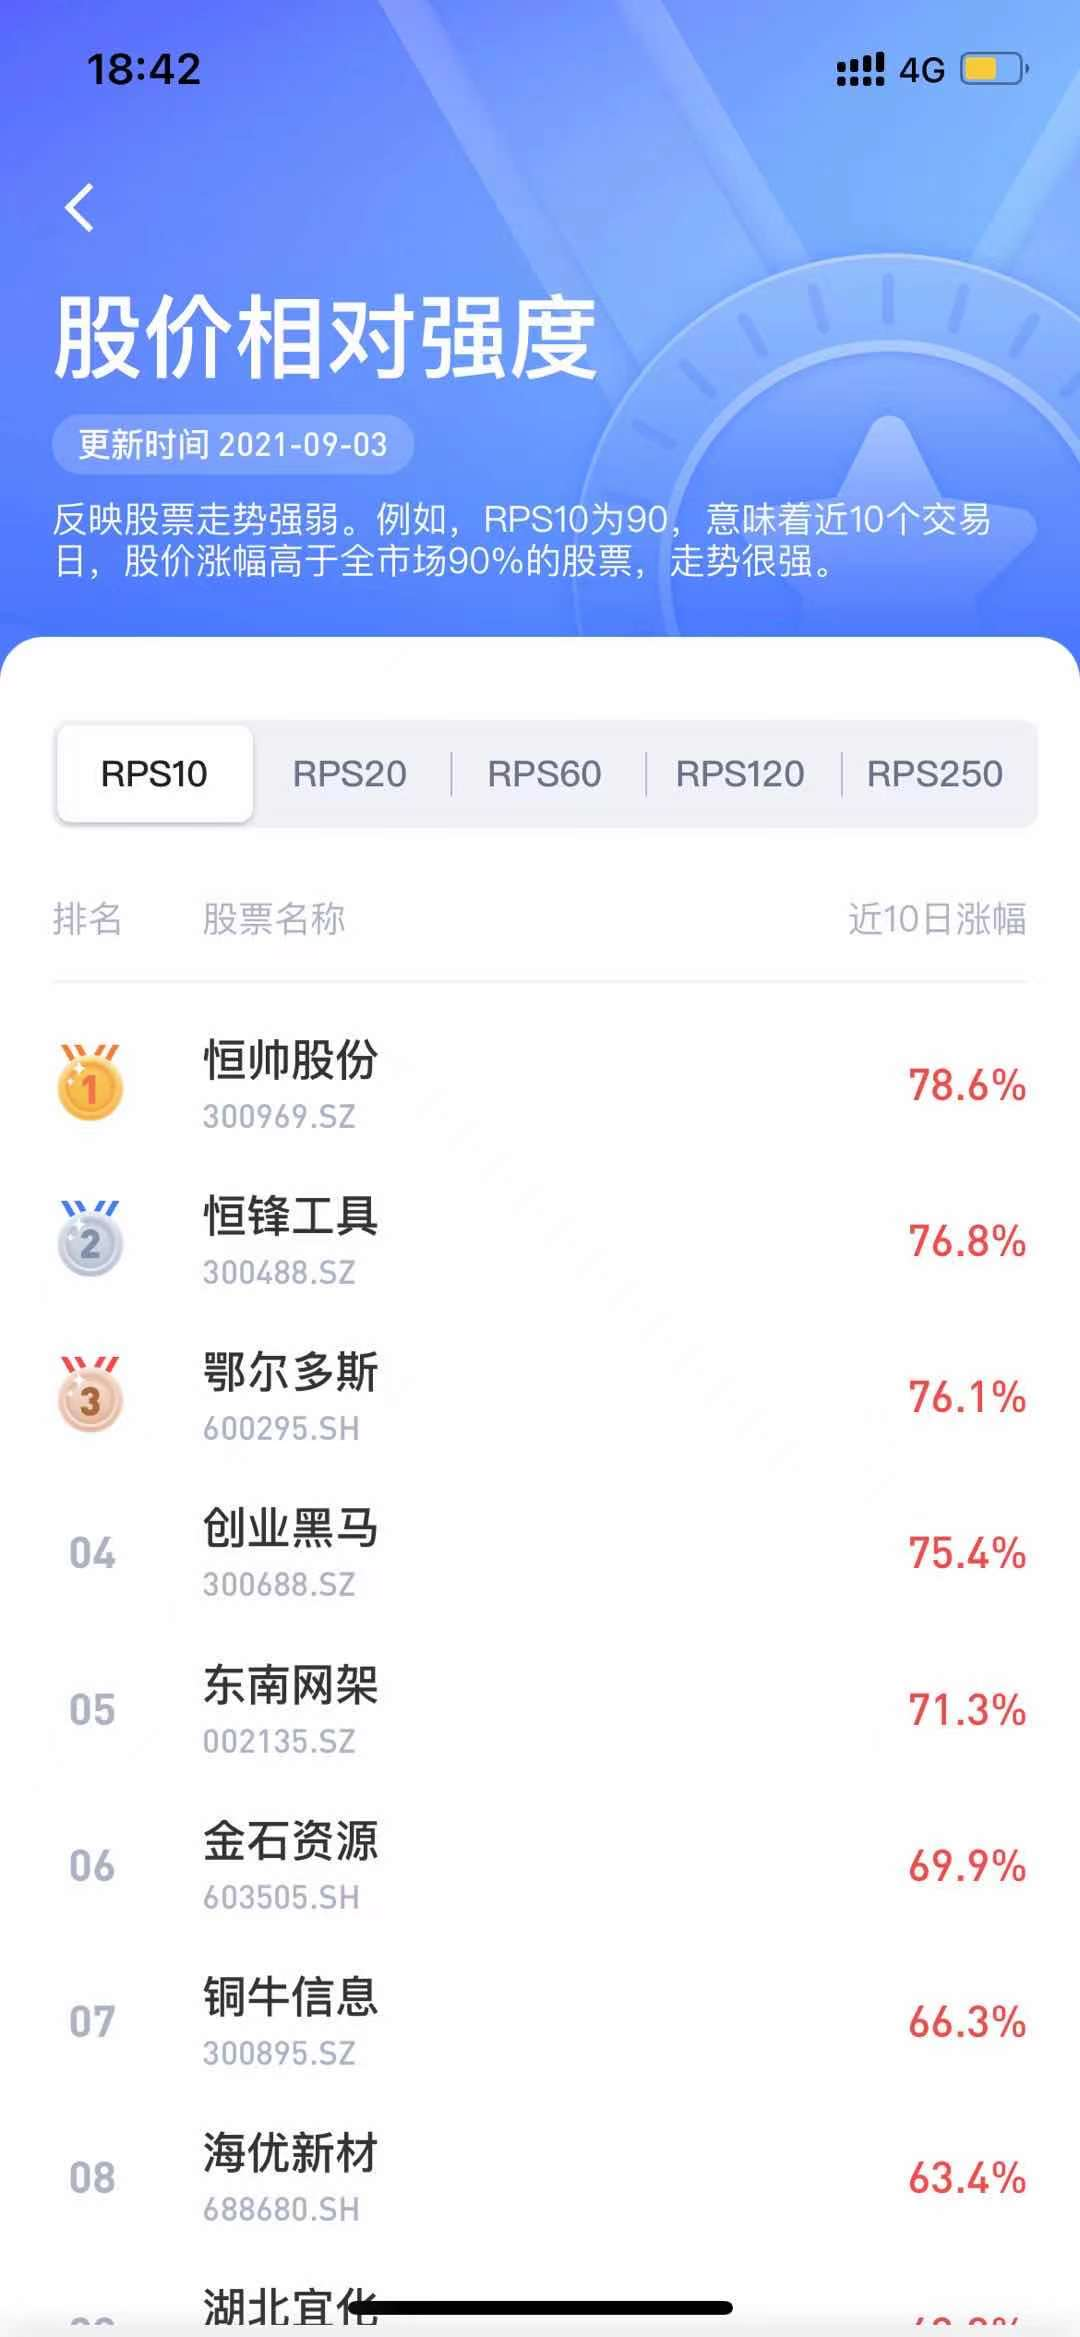 18:42
4G
股价相对强度
更新时间 2021-09-03
反映股票走势强弱。例如，RPS10为90，意味着近10个交易
日，股价涨幅高于全市场90%的股票，走势很强。
RPS10 RPS20 RPS60 RPS120 RPS250
排名 股票名称 近10日涨幅
1 恒帅股份 78.6%
300969.SZ
2 恒锋工具 76.8%
300488.SZ
3 鄂尔多斯 76.1%
600295.SH
04 创业黑马 75.4%
300688.SZ
05 东南网架 71.3%
002135.SZ
06 金石资源 69.9%
603505.SH
07 铜牛信息 66.3%
300895.SZ
08 海优新材 63.4%
688680.SH
湖北宜化